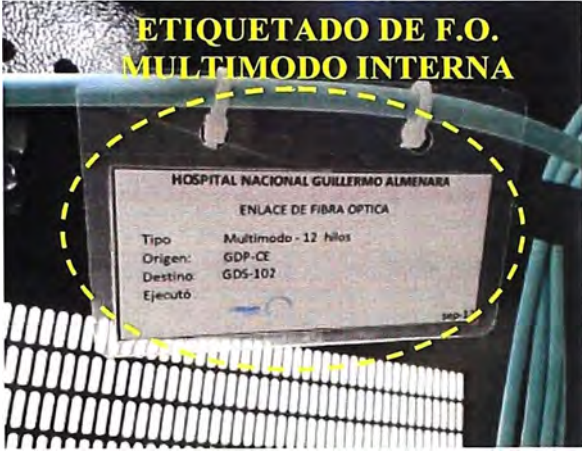 ETIQUETADO DE F.O.
MULTIMODO INTERNA
HOSPITAL NACIONAL GUILLERMO ALMENARA
ENLACE DE FIBRA OPTICA
Tipo Multimodo - 12 hilos
Origen: GDP-CE
Destino: GDS-102
Ejecutó